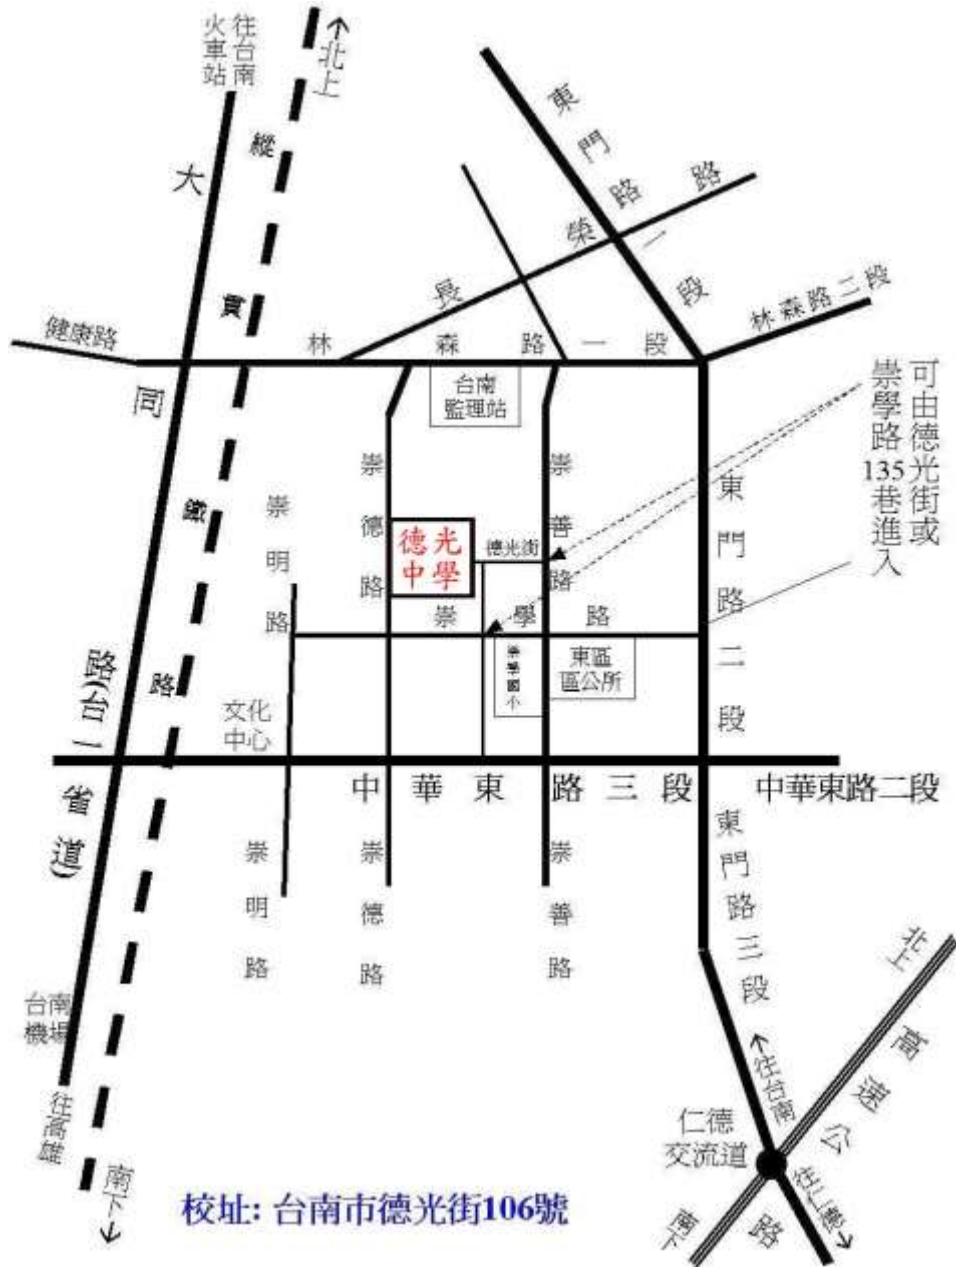 往台南
火車站
北上
東門路一段
縱貫鐵路
大同路(台一省道)
長榮路
林森路二段
健康路
林森路一段
台南
監理站
可由德光街或
崇學路
135巷進入
崇德路
崇善路
東門路二段
崇明路
德光
中學
德光街
崇學路
崇學國小
東區
區公所
文化
中心
中華東路三段
中華東路二段
崇明路
崇德路
崇善路
東門路三段
北上
高速公路
台南
機場
往台南
仁德
交流道
往高雄
南下
往仁德
南下
校址: 台南市德光街106號